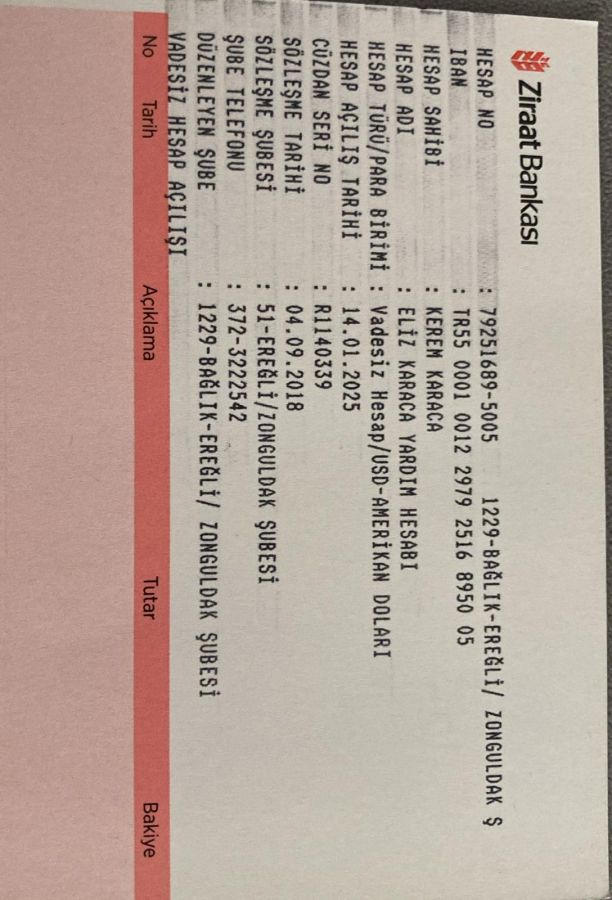 Ziraat Bankası
HESAP NO : 79251689-5005 1229-BAĞLIK-EREĞLİ/ ZONGULDAK Ş
IBAN : TR55 0001 0012 2979 2516 8950 05
HESAP SAHİBİ : KEREM KARACA
HESAP ADI : ELİZ KARACA YARDIM HESABI
HESAP TÜRÜ/PARA BİRİMİ : Vadesiz Hesap/USD-AMERİKAN DOLARI
HESAP AÇILIŞ TARİHİ : 14.01.2025
CÜZDAN SERİ NO : R1140339
SÖZLEŞME TARİHİ : 04.09.2018
SÖZLEŞME ŞUBESİ : 51-EREĞLİ/ZONGULDAK ŞUBESİ
ŞUBE TELEFONU : 372-3222542
DÜZENLEYEN ŞUBE : 1229-BAĞLIK-EREĞLİ/ ZONGULDAK ŞUBESİ
VADESİZ HESAP AÇILIŞI
No Tarih Açıklama Tutar Bakiye